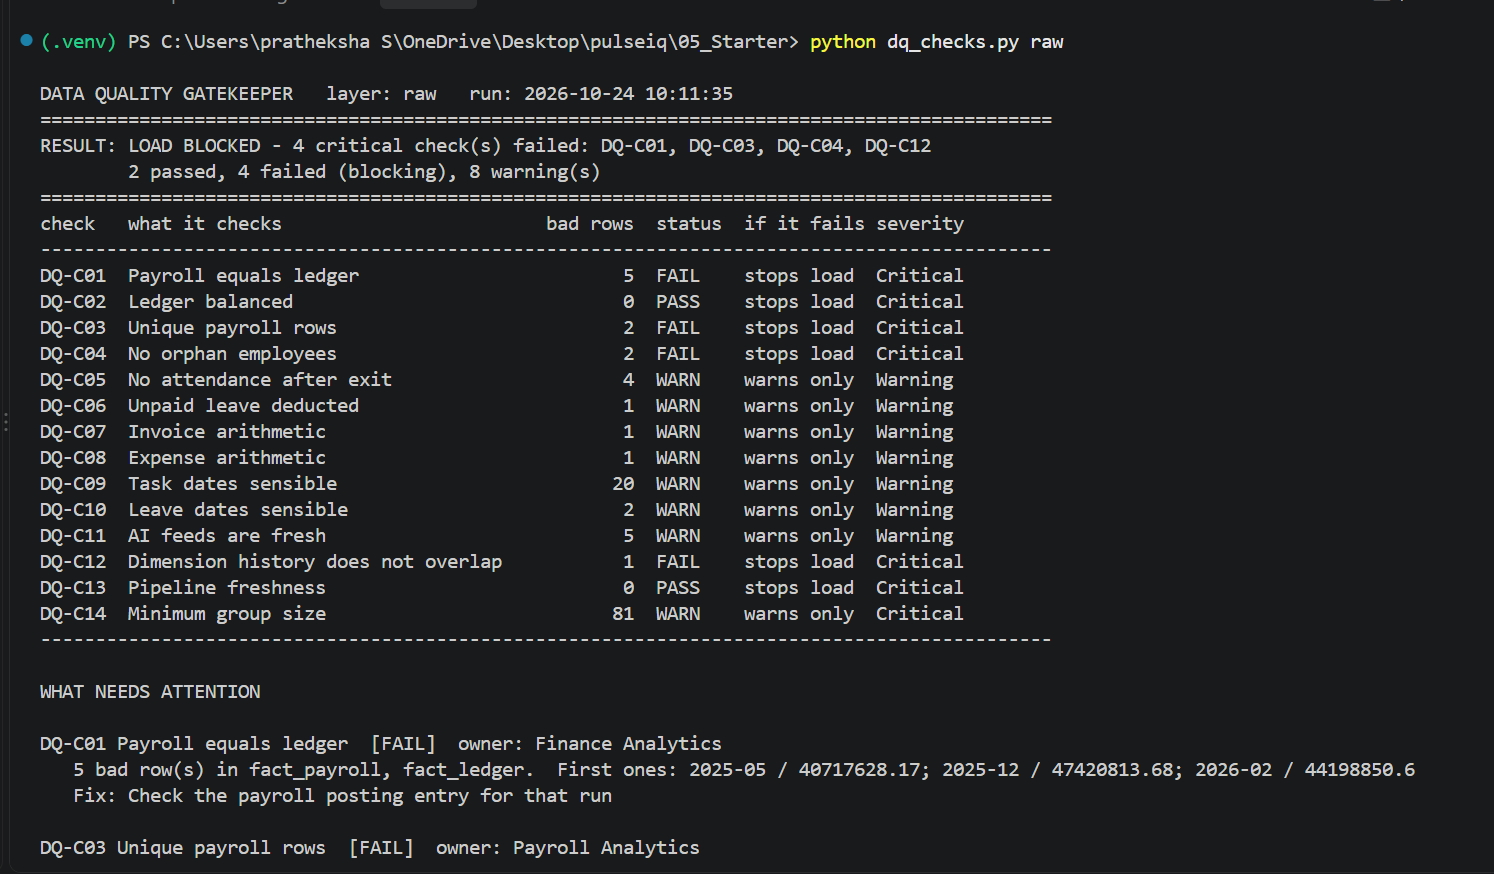 (.venv) PS C:\Users\pratheksha S\OneDrive\Desktop\pulseiq\05_Starter> python dq_checks.py raw
DATA QUALITY GATEKEEPER   layer: raw   run: 2026-10-24 10:11:35
============================================================================================
RESULT: LOAD BLOCKED - 4 critical check(s) failed: DQ-C01, DQ-C03, DQ-C04, DQ-C12
        2 passed, 4 failed (blocking), 8 warning(s)
============================================================================================
check   what it checks                        bad rows  status  if it fails severity
--------------------------------------------------------------------------------------------
DQ-C01  Payroll equals ledger                        5  FAIL    stops load  Critical
DQ-C02  Ledger balanced                              0  PASS    stops load  Critical
DQ-C03  Unique payroll rows                          2  FAIL    stops load  Critical
DQ-C04  No orphan employees                          2  FAIL    stops load  Critical
DQ-C05  No attendance after exit                     4  WARN    warns only  Warning
DQ-C06  Unpaid leave deducted                        1  WARN    warns only  Warning
DQ-C07  Invoice arithmetic                           1  WARN    warns only  Warning
DQ-C08  Expense arithmetic                           1  WARN    warns only  Warning
DQ-C09  Task dates sensible                         20  WARN    warns only  Warning
DQ-C10  Leave dates sensible                         2  WARN    warns only  Warning
DQ-C11  AI feeds are fresh                           5  WARN    warns only  Warning
DQ-C12  Dimension history does not overlap           1  FAIL    stops load  Critical
DQ-C13  Pipeline freshness                           0  PASS    stops load  Critical
DQ-C14  Minimum group size                          81  WARN    warns only  Critical
--------------------------------------------------------------------------------------------
WHAT NEEDS ATTENTION
DQ-C01 Payroll equals ledger  [FAIL]  owner: Finance Analytics
   5 bad row(s) in fact_payroll, fact_ledger.  First ones: 2025-05 / 40717628.17; 2025-12 / 47420813.68; 2026-02 / 44198850.6
   Fix: Check the payroll posting entry for that run
DQ-C03 Unique payroll rows  [FAIL]  owner: Payroll Analytics